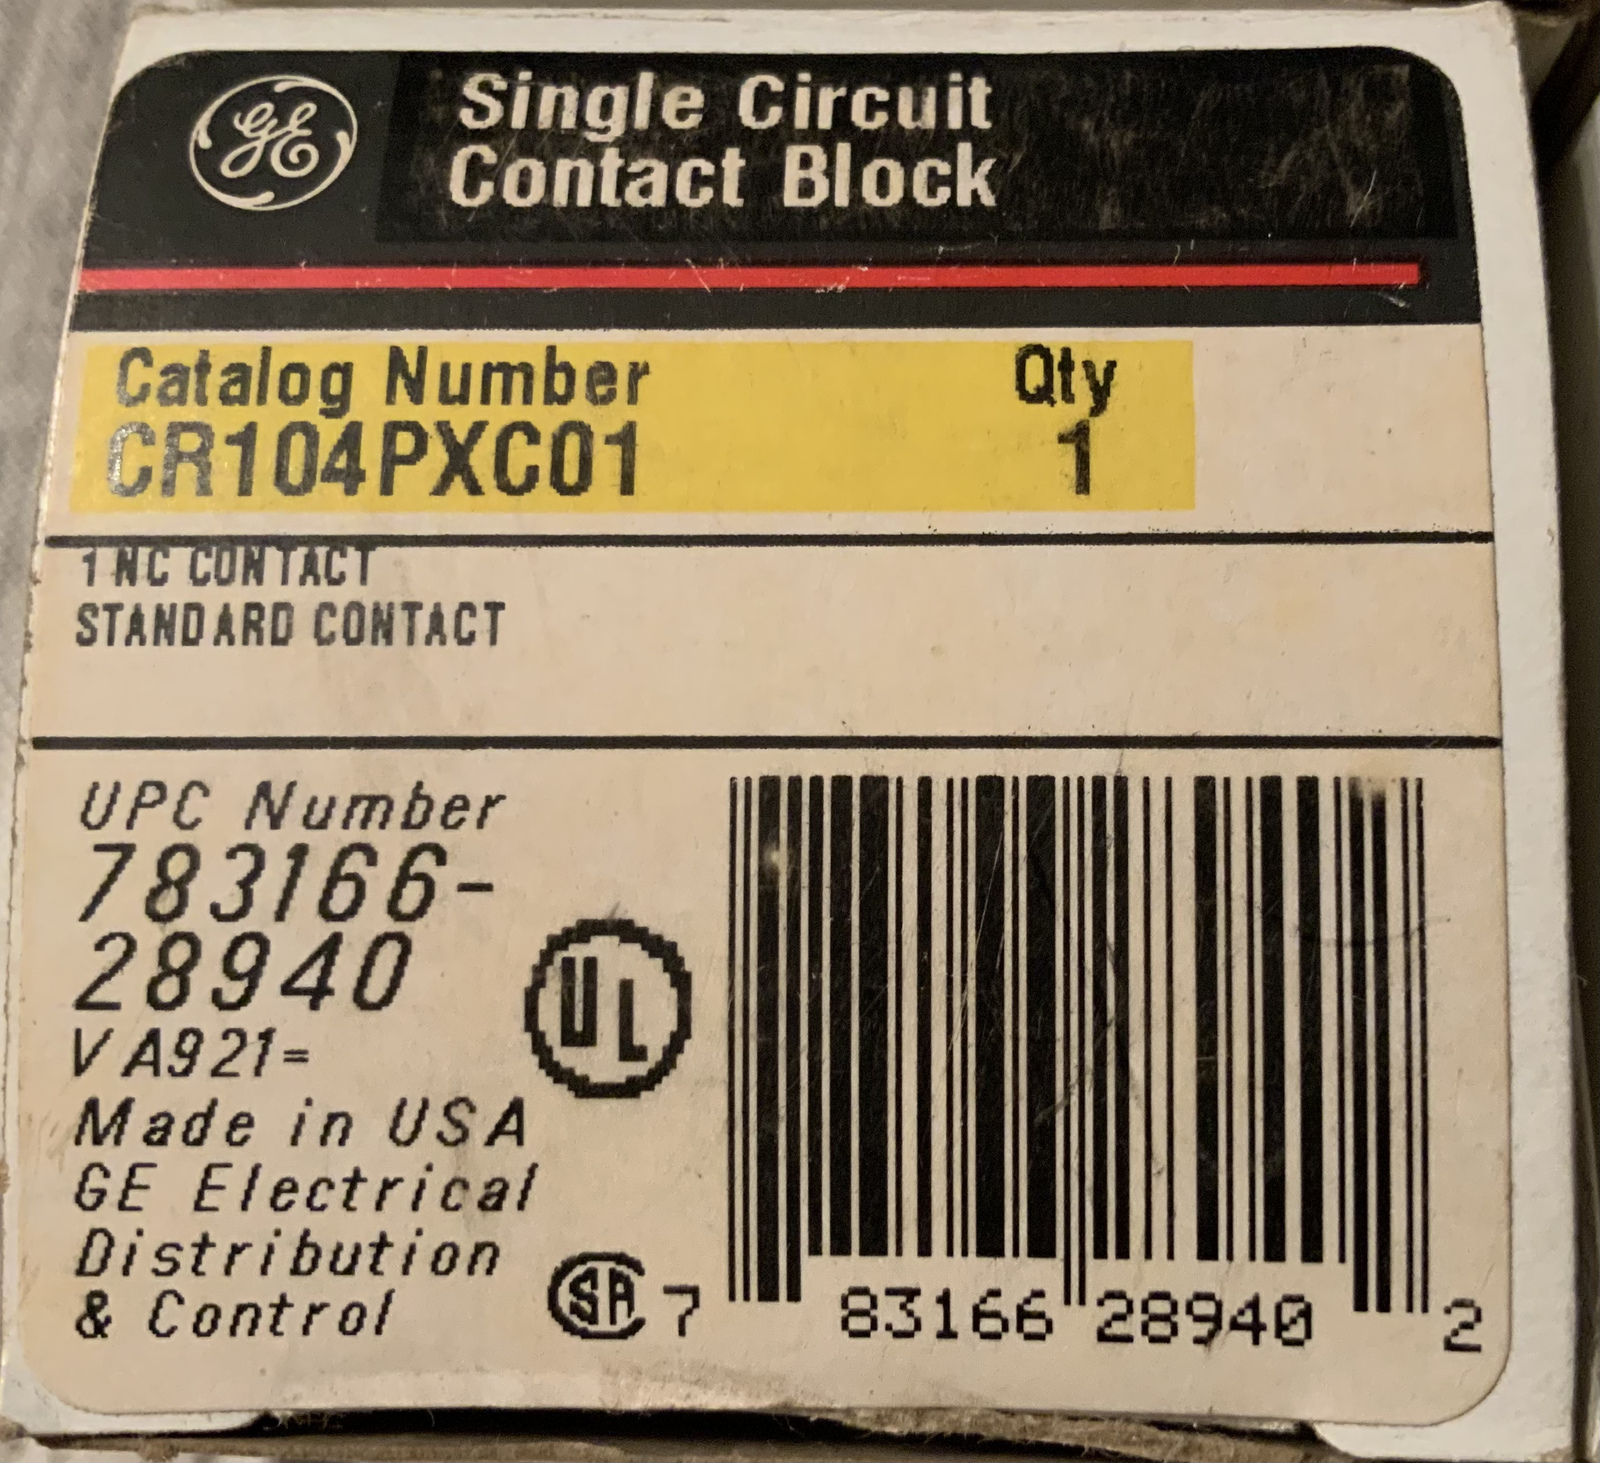 GE
Single Circuit
Contact Block
Catalog Number Qty
CR104PXC01 1
1 NC CONTACT
STANDARD CONTACT
UPC Number
783166-
28940
VA921=
Made in USA
GE Electrical
Distribution
& Control
UL
CSA
7 83166 28940 2